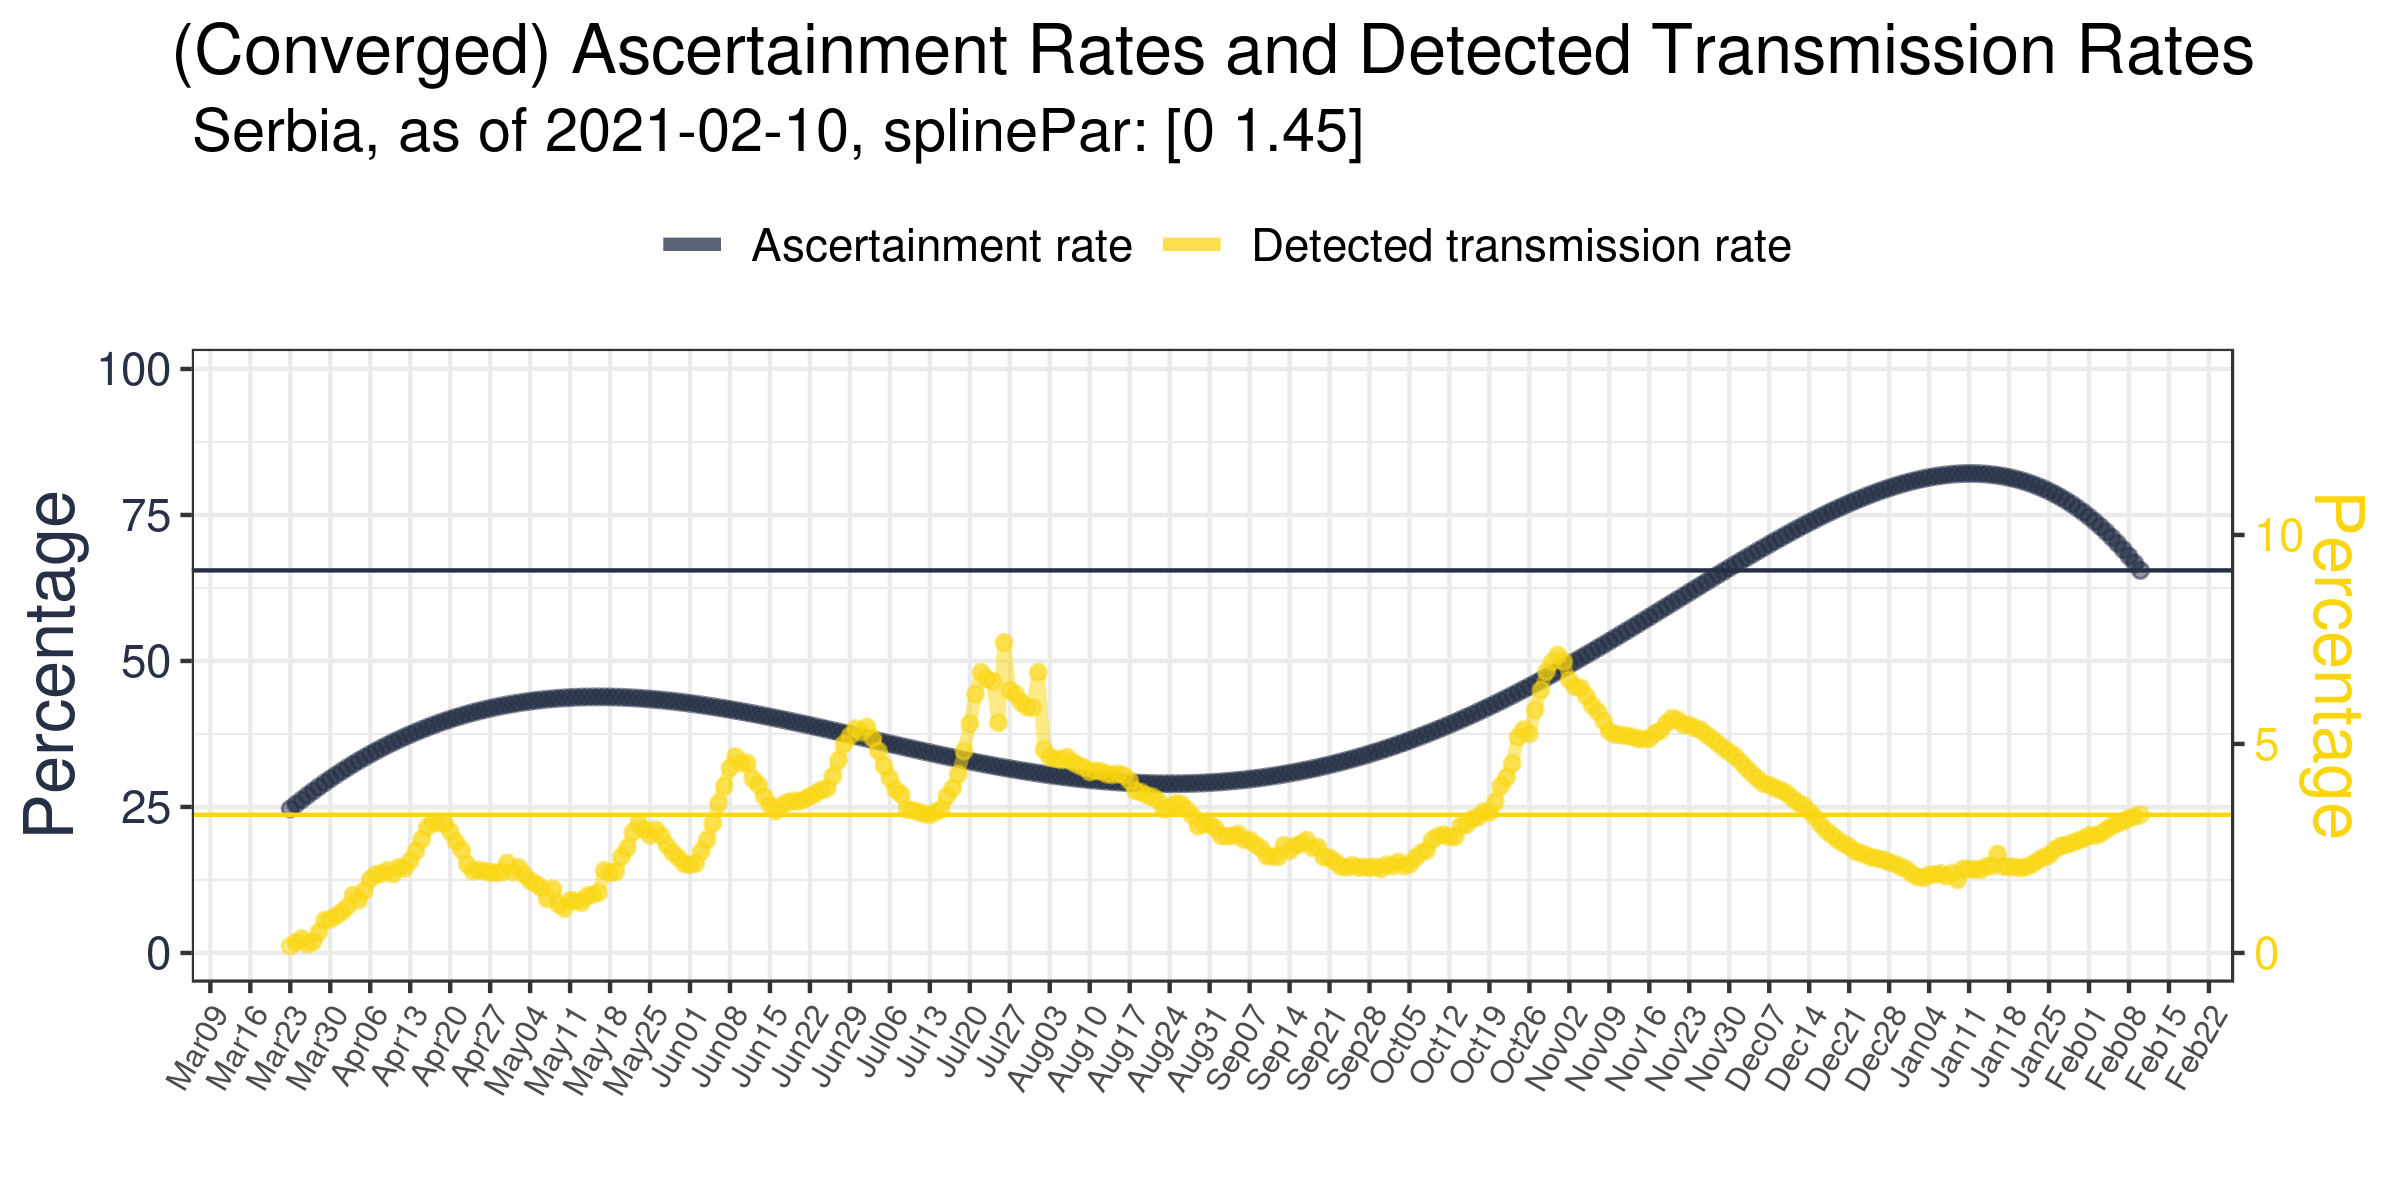 (Converged) Ascertainment Rates and Detected Transmission Rates
Serbia, as of 2021-02-10, splinePar: [0 1.45]
Ascertainment rate Detected transmission rate
Percentage
100
75
50
25
0
Percentage
10
5
0
Mar09 Mar16 Mar23 Mar30 Apr06 Apr13 Apr20 Apr27 May04 May11 May18 May25 Jun01 Jun08 Jun15 Jun22 Jun29 Jul06 Jul13 Jul20 Jul27 Aug03 Aug10 Aug17 Aug24 Aug31 Sep07 Sep14 Sep21 Sep28 Oct05 Oct12 Oct19 Oct26 Nov02 Nov09 Nov16 Nov23 Nov30 Dec07 Dec14 Dec21 Dec28 Jan04 Jan11 Jan18 Jan25 Feb01 Feb08 Feb15 Feb22